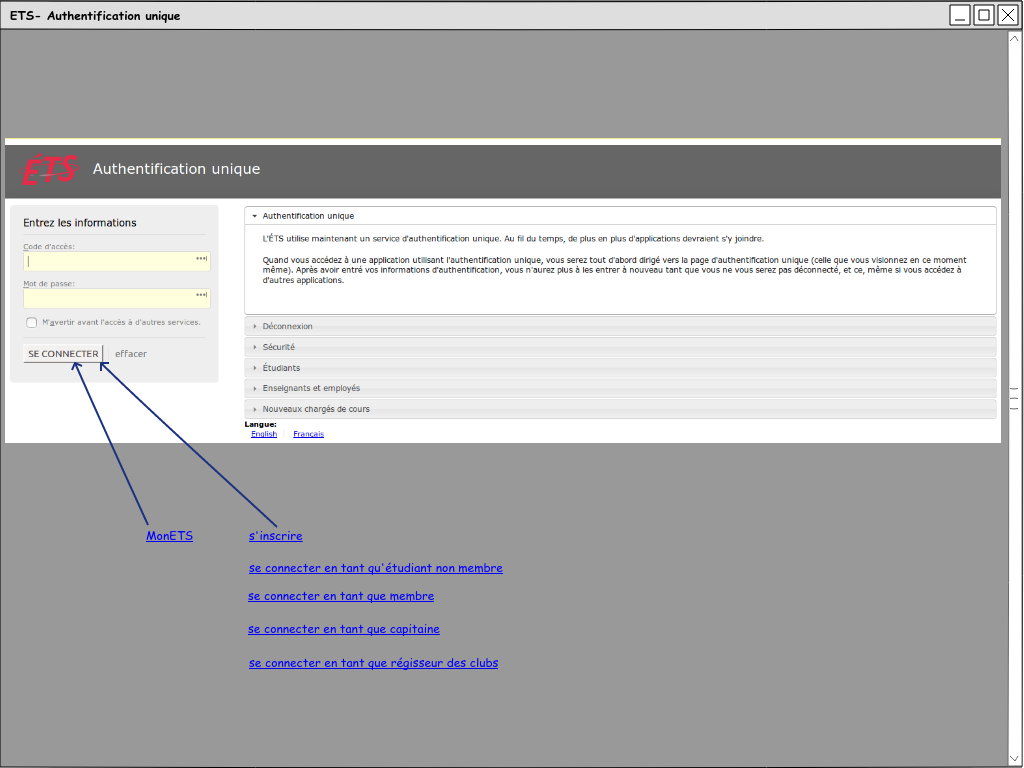 ETS- Authentification unique
ÉTS
Authentification unique
Entrez les informations
Code d'accès:
Mot de passe:
M'avertir avant l'accès à d'autres services.
SE CONNECTER
effacer
Authentification unique
L'ÉTS utilise maintenant un service d'authentification unique. Au fil du temps, de plus en plus d'applications devraient s'y joindre.
Quand vous accédez à une application utilisant l'authentification unique, vous serez tout d'abord dirigé vers la page d'authentification unique (celle que vous visionnez en ce moment
même). Après avoir entré vos informations d'authentification, vous n'aurez plus à les entrer à nouveau tant que vous ne vous serez pas déconnecté, et ce, même si vous accédez à
d'autres applications.
Déconnexion
Sécurité
Étudiants
Enseignants et employés
Nouveaux chargés de cours
Langue:
English
Français
MonETS
s'inscrire
se connecter en tant qu'étudiant non membre
se connecter en tant que membre
se connecter en tant que capitaine
se connecter en tant que régisseur des clubs